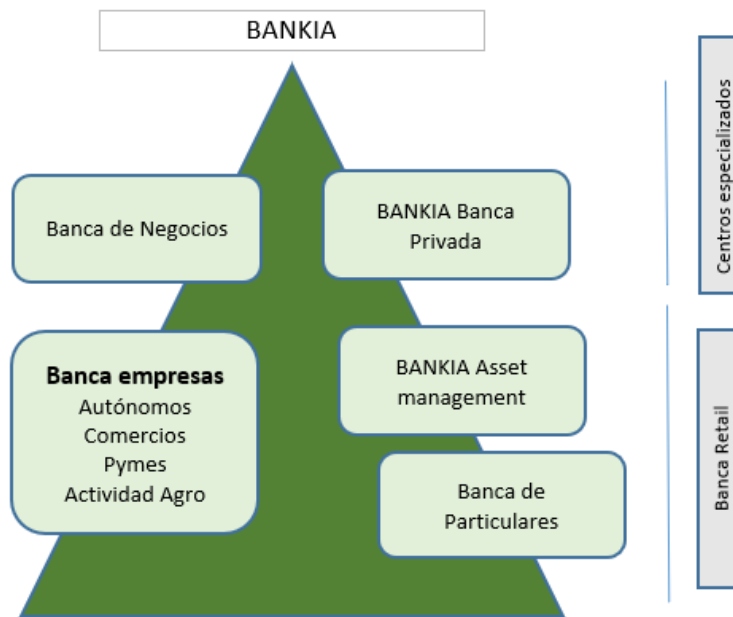 BANKIA
Banca de Negocios
BANKIA Banca
Privada
Centros especializados
Banca empresas
Autónomos
Comercios
Pymes
Actividad Agro
BANKIA Asset
management
Banca de
Particulares
Banca Retail